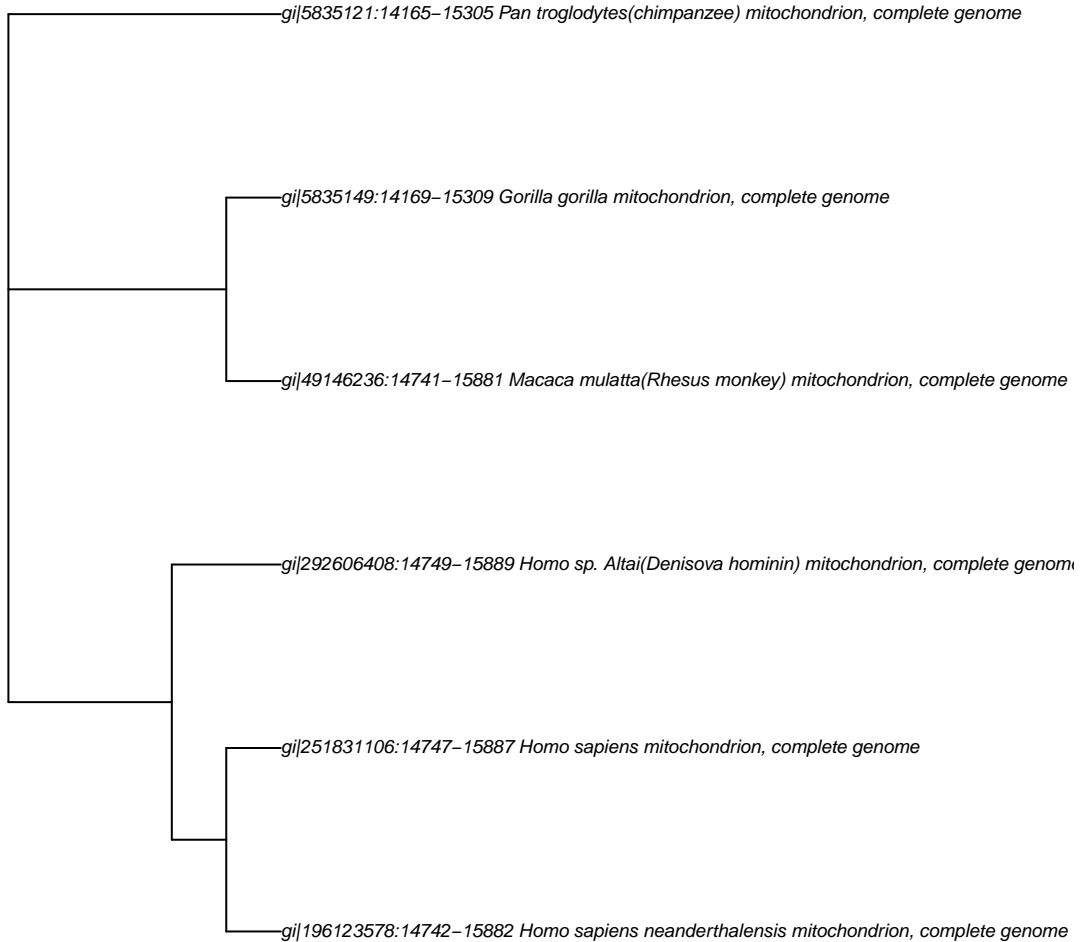 gi|5835121:14165−15305 Pan troglodytes(chimpanzee) mitochondrion, complete genome
gi|5835149:14169−15309 Gorilla gorilla mitochondrion, complete genome
gi|49146236:14741−15881 Macaca mulatta(Rhesus monkey) mitochondrion, complete genome
gi|292606408:14749−15889 Homo sp. Altai(Denisova hominin) mitochondrion, complete genome
gi|251831106:14747−15887 Homo sapiens mitochondrion, complete genome
gi|196123578:14742−15882 Homo sapiens neanderthalensis mitochondrion, complete genome